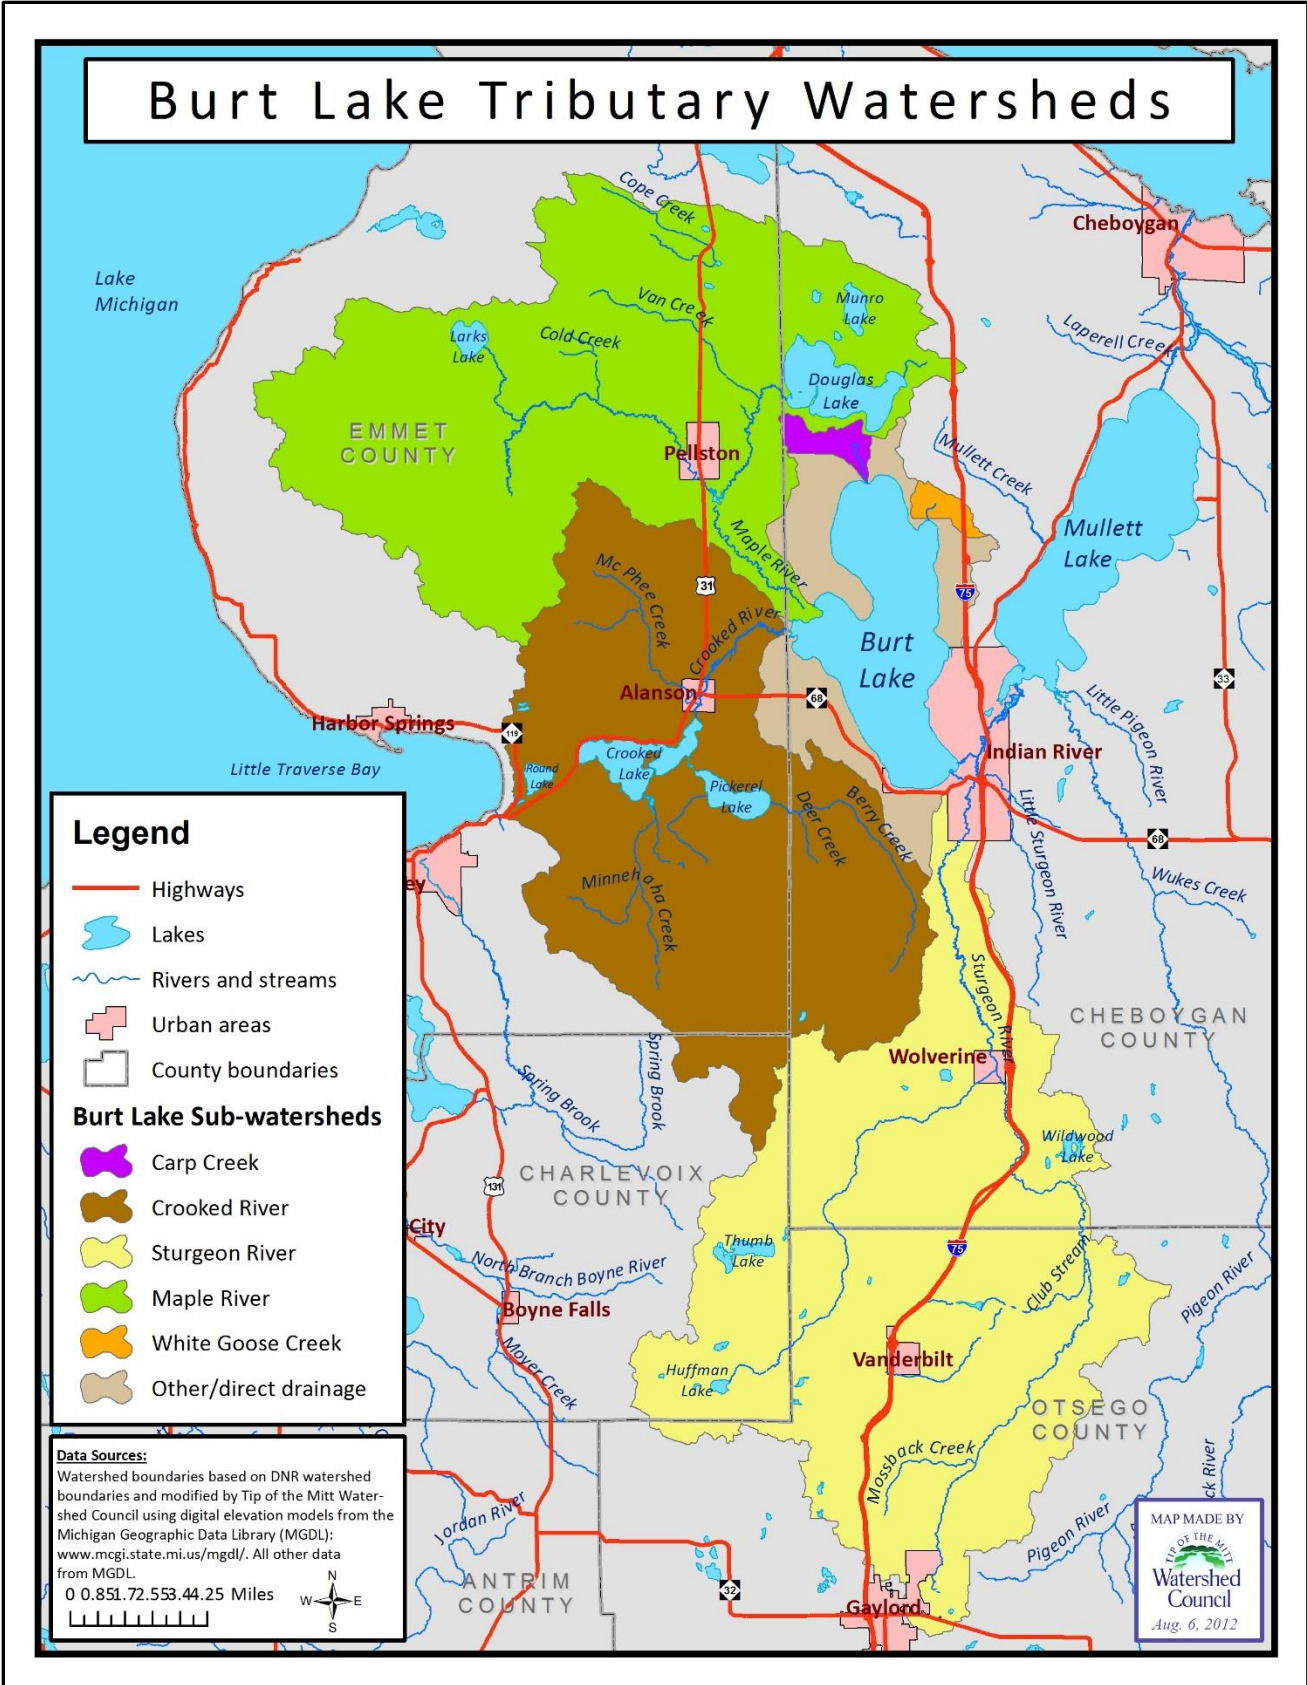 Burt Lake Tributary Watersheds
Cope Creek
Cheboygan
Lake
Michigan
Van Creek
Munro
Lake
Laperell Creek
Larks
Lake
Cold Creek
Douglas
Lake
EMMET
COUNTY
Pellston
Mullett Creek
Mullett
Lake
Maple River
Mc Phee Creek
31
75
Crooked River
Burt
Lake
Alanson
68
33
Little Pigeon River
Harbor Springs
119
Indian River
Little Traverse Bay
Round
Lake
Crooked
Lake
Pickerel
Lake
Deer Creek
Berry Creek
Little Sturgeon River
68
Wukes Creek
ey
Minnehaha Creek
Sturgeon River
CHEBOYGAN
COUNTY
Wolverine
Spring Brook
Spring Brook
Wildwood
Lake
CHARLEVOIX
COUNTY
131
City
Thumb
Lake
75
Club Stream
Pigeon River
North Branch Boyne River
Boyne Falls
Moyer Creek
Huffman
Lake
Vanderbilt
OTSEGO
COUNTY
Mossback Creek
Jordan River
Pigeon River
ck River
ANTRIM
COUNTY
32
Gaylord
Legend
Highways
Lakes
Rivers and streams
Urban areas
County boundaries
Burt Lake Sub-watersheds
Carp Creek
Crooked River
Sturgeon River
Maple River
White Goose Creek
Other/direct drainage
Data Sources:
Watershed boundaries based on DNR watershed
boundaries and modified by Tip of the Mitt Water-
shed Council using digital elevation models from the
Michigan Geographic Data Library (MGDL):
www.mcgi.state.mi.us/mgdl/. All other data
from MGDL.
0 0.851.72.553.44.25 Miles
N
W E
S
MAP MADE BY
TIP OF THE MITT
Watershed
Council
Aug. 6, 2012